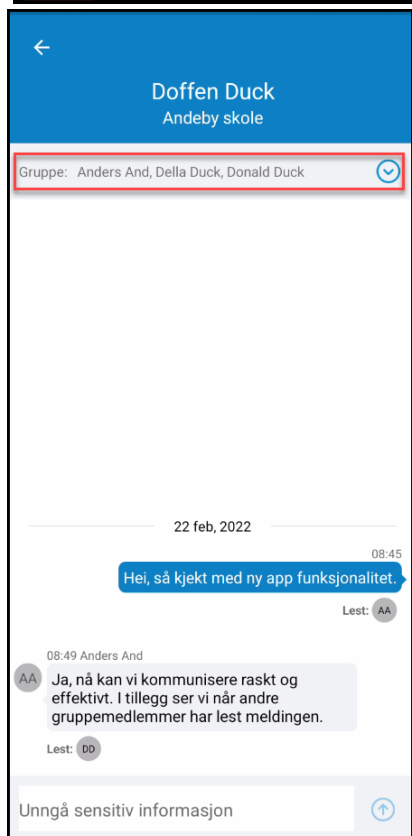 Doffen Duck
Andeby skole
Gruppe: Anders And, Della Duck, Donald Duck
22 feb, 2022
08:45
Hei, så kjekt med ny app funksjonalitet.
Lest: AA
08:49 Anders And
AA
Ja, nå kan vi kommunisere raskt og
effektivt. I tillegg ser vi når andre
gruppemedlemmer har lest meldingen.
Lest: DD
Unngå sensitiv informasjon